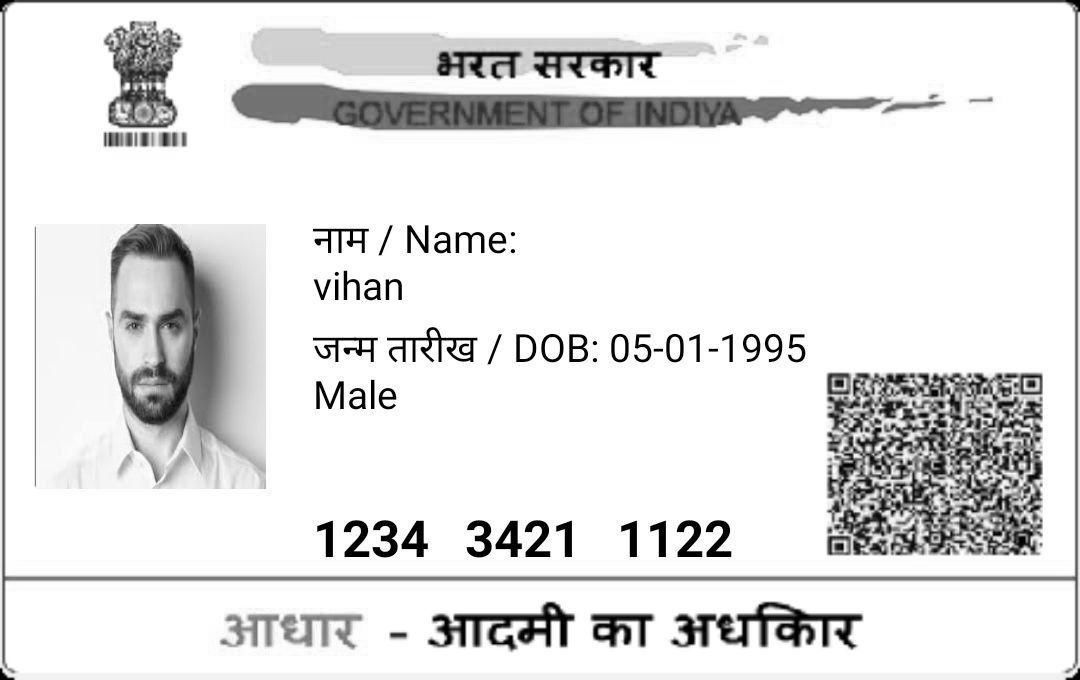 भरत सरकार
GOVERNMENT OF INDIYA
नाम / Name:
vihan
जन्म तारीख / DOB: 05-01-1995
Male
1234 3421 1122
आधार - आदमी का अधकिार